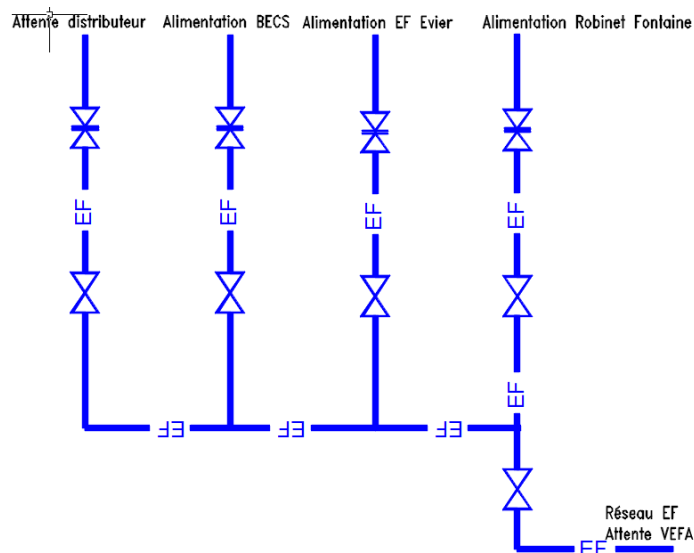 Attente distributeur
Alimentation BECS
Alimentation EF Evier
Alimentation Robinet Fontaine
EF
EF
EF
EF
EF
EF
EF
EF
Réseau EF
Attente VEFA
EF